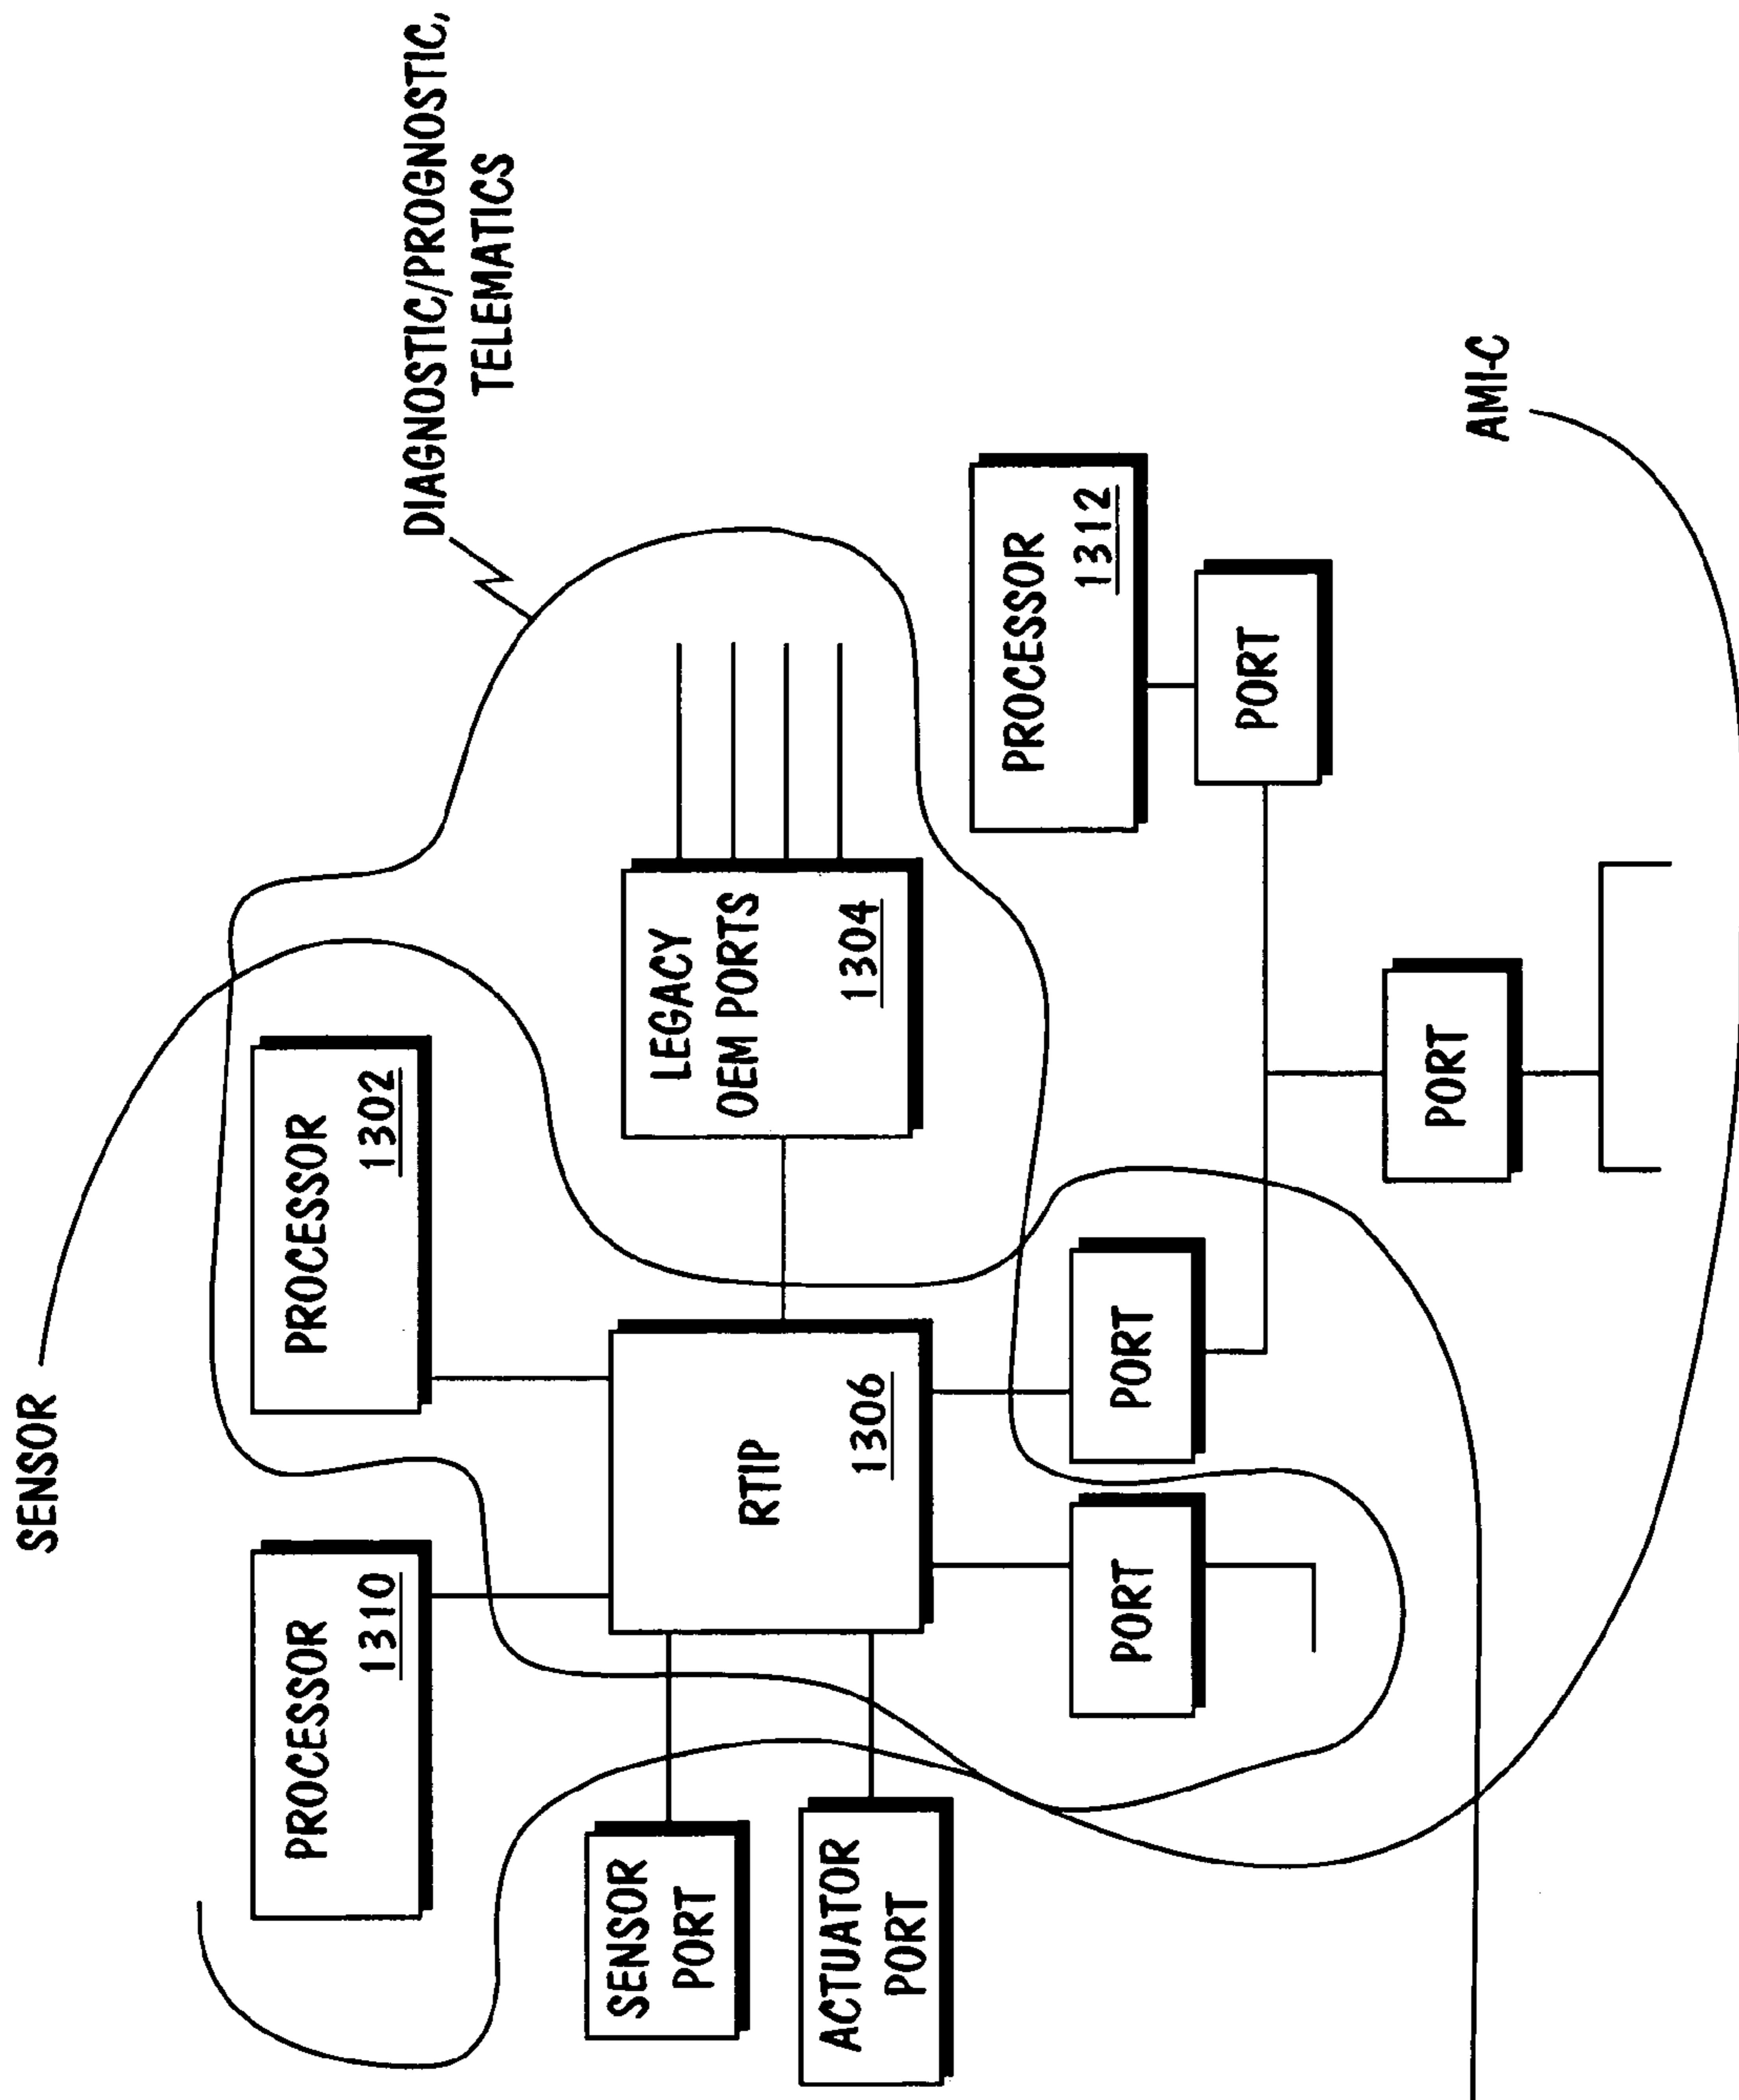 SENSOR
DIAGNOSTIC/PROGNOSTIC,
TELEMATICS
PROCESSOR
1310
PROCESSOR
1302
SENSOR
PORT
ACTUATOR
PORT
RTIP
1306
LEGACY
OEM PORTS
1304
PORT
PORT
PROCESSOR
1312
PORT
PORT
AMI-C